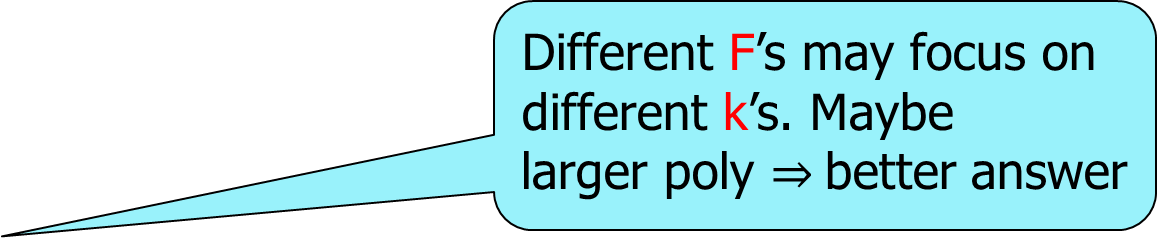 Different F’s may focus on
different k’s. Maybe
larger poly ⇒ better answer